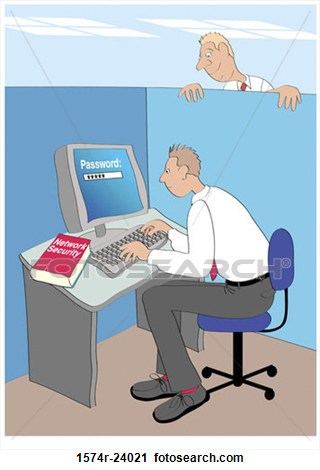 Password:
*****
Network
Security
FOTOSEARCH
1574r-24021 fotosearch.com